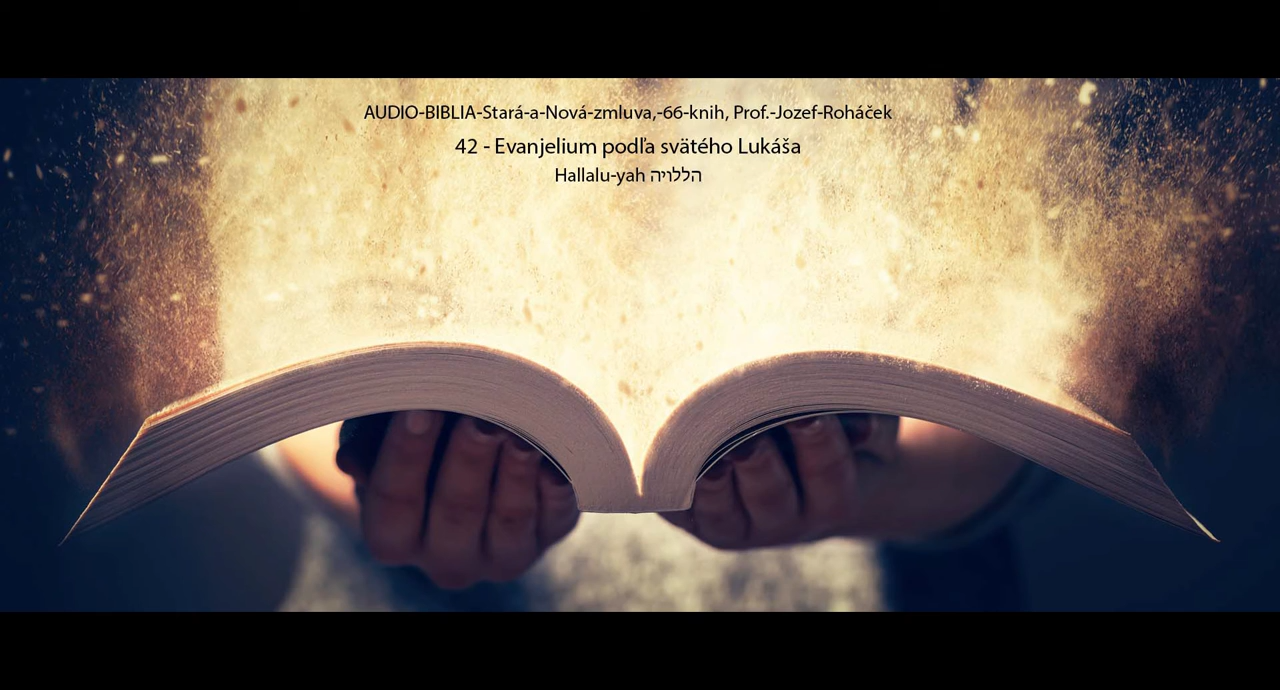 AUDIO-BIBLIA-Stará-a-Nová-zmluva,-66-knih, Prof.-Jozef-Roháček
42 - Evanjelium podľa svätého Lukáša
Hallalu-yah הללויה